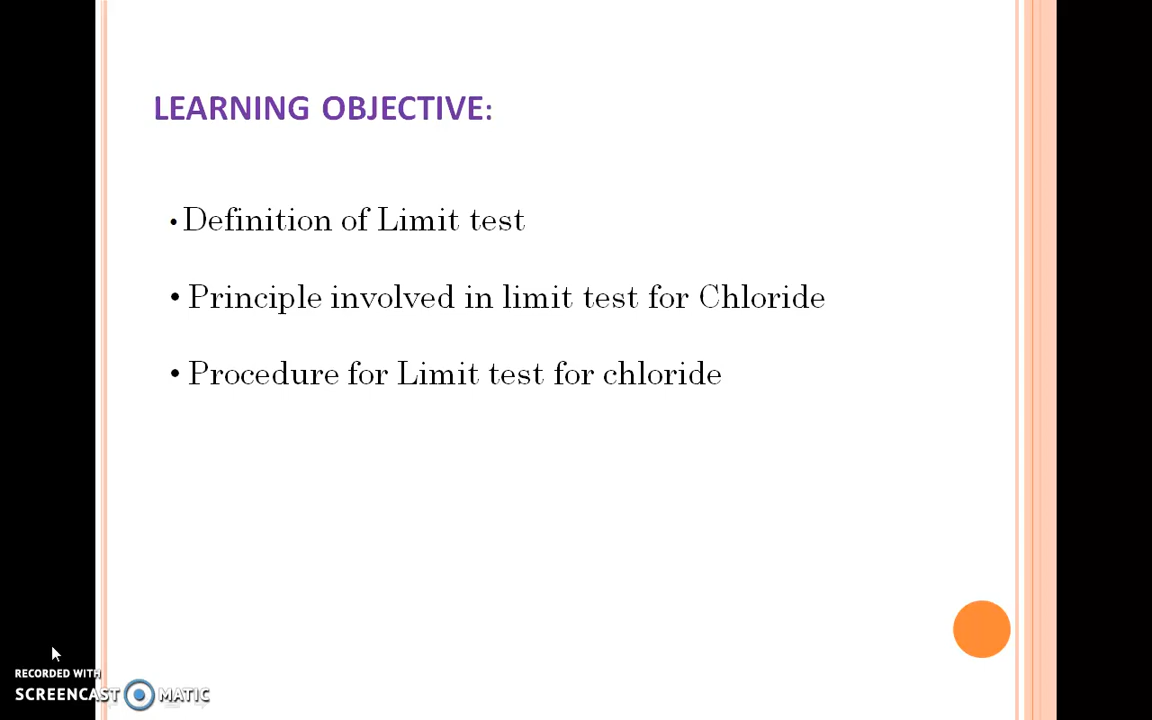 LEARNING OBJECTIVE:
• Definition of Limit test
• Principle involved in limit test for Chloride
• Procedure for Limit test for chloride
RECORDED WITH
SCREENCAST MATIC